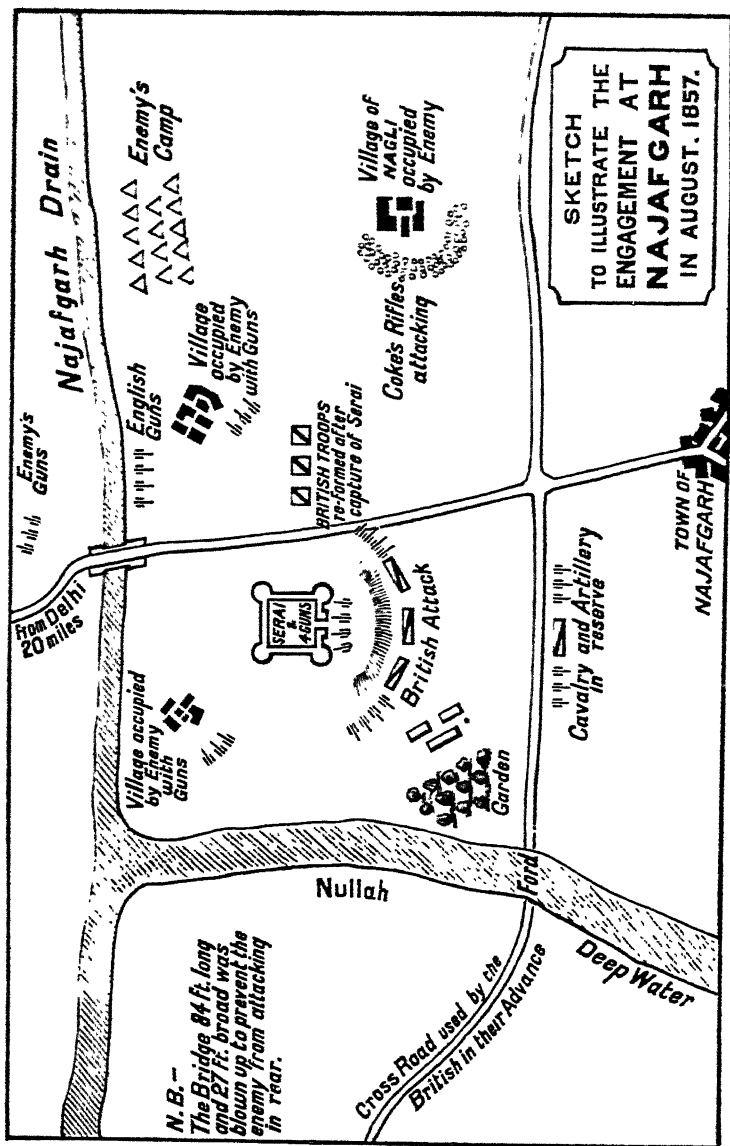 Najafgarh Drain
Enemy's
Guns
From Delhi
20 miles
English
Guns
Village
occupied
by Enemy
with Guns
Enemy's
Camp
Village occupied
by Enemy
with
Guns
SERAI
&
4 GUNS
BRITISH TROOPS
re-formed after
capture of Serai
Village of
NAGLI
occupied
by Enemy
Coke's Rifles
attacking
British Attack
Garden
Nullah
Ford
Deep Water
Cross Road used by the
British in their Advance
Cavalry and Artillery
in reserve
TOWN OF
NAJAFGARH
N.B.–
The Bridge 84 ft. long
and 27 Ft. broad was
blown up to prevent the
enemy from attacking
in rear.
SKETCH
TO ILLUSTRATE THE
ENGAGEMENT AT
NAJAFGARH
IN AUGUST. 1857.